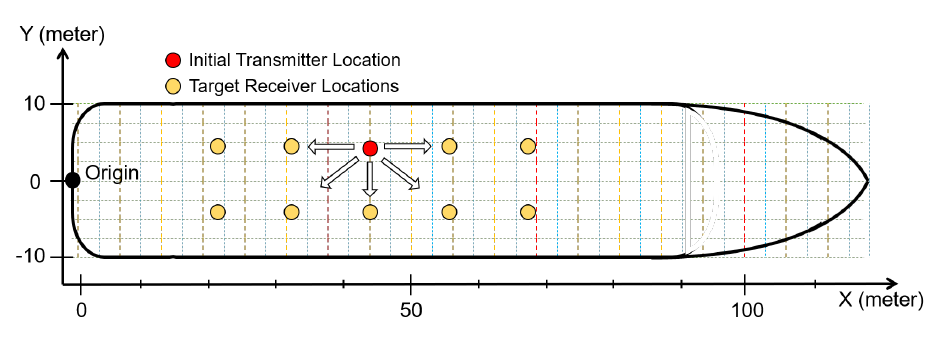 Y (meter)
Initial Transmitter Location
Target Receiver Locations
10
Origin
0
-10
0
50
100
X (meter)